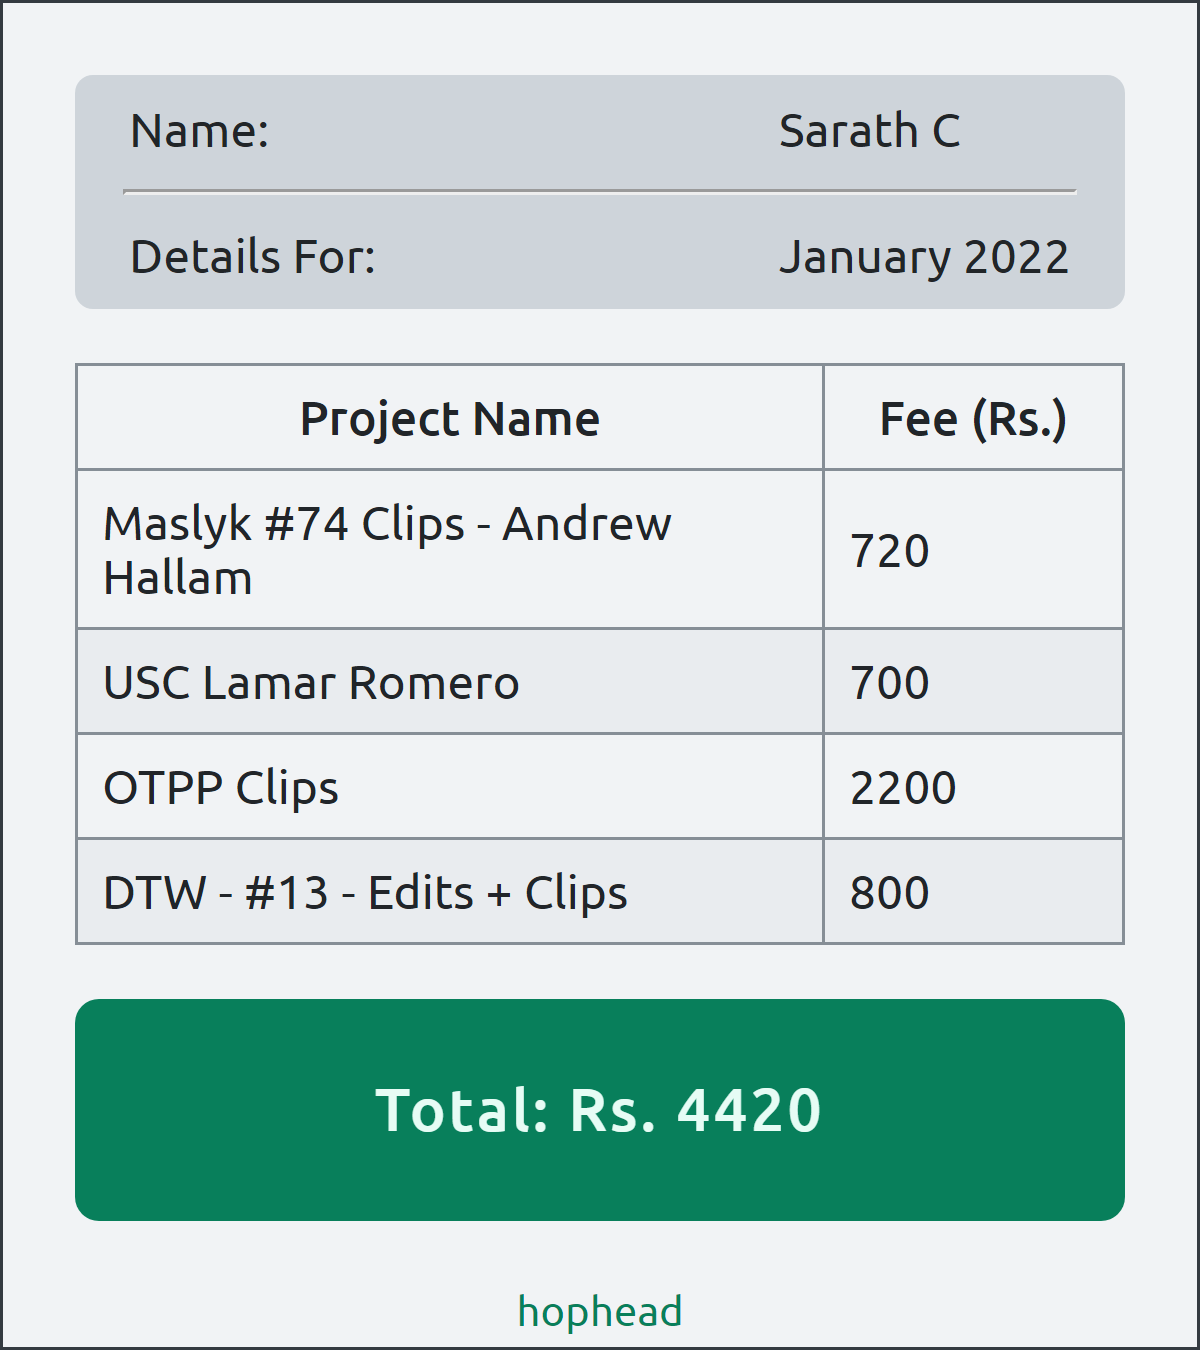 Name: Sarath C
Details For: January 2022
Project Name Fee (Rs.)
Maslyk #74 Clips - Andrew
Hallam
720
USC Lamar Romero 700
OTPP Clips 2200
DTW - #13 - Edits + Clips 800
Total: Rs. 4420
hophead